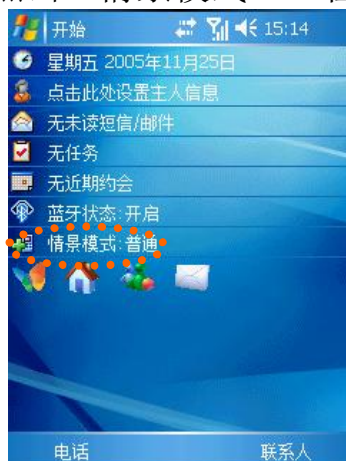 开始 15:14
星期五 2005年11月25日
点击此处设置主人信息
无未读短信/邮件
无任务
无近期约会
蓝牙状态:开启
情景模式:普通
电话 联系人